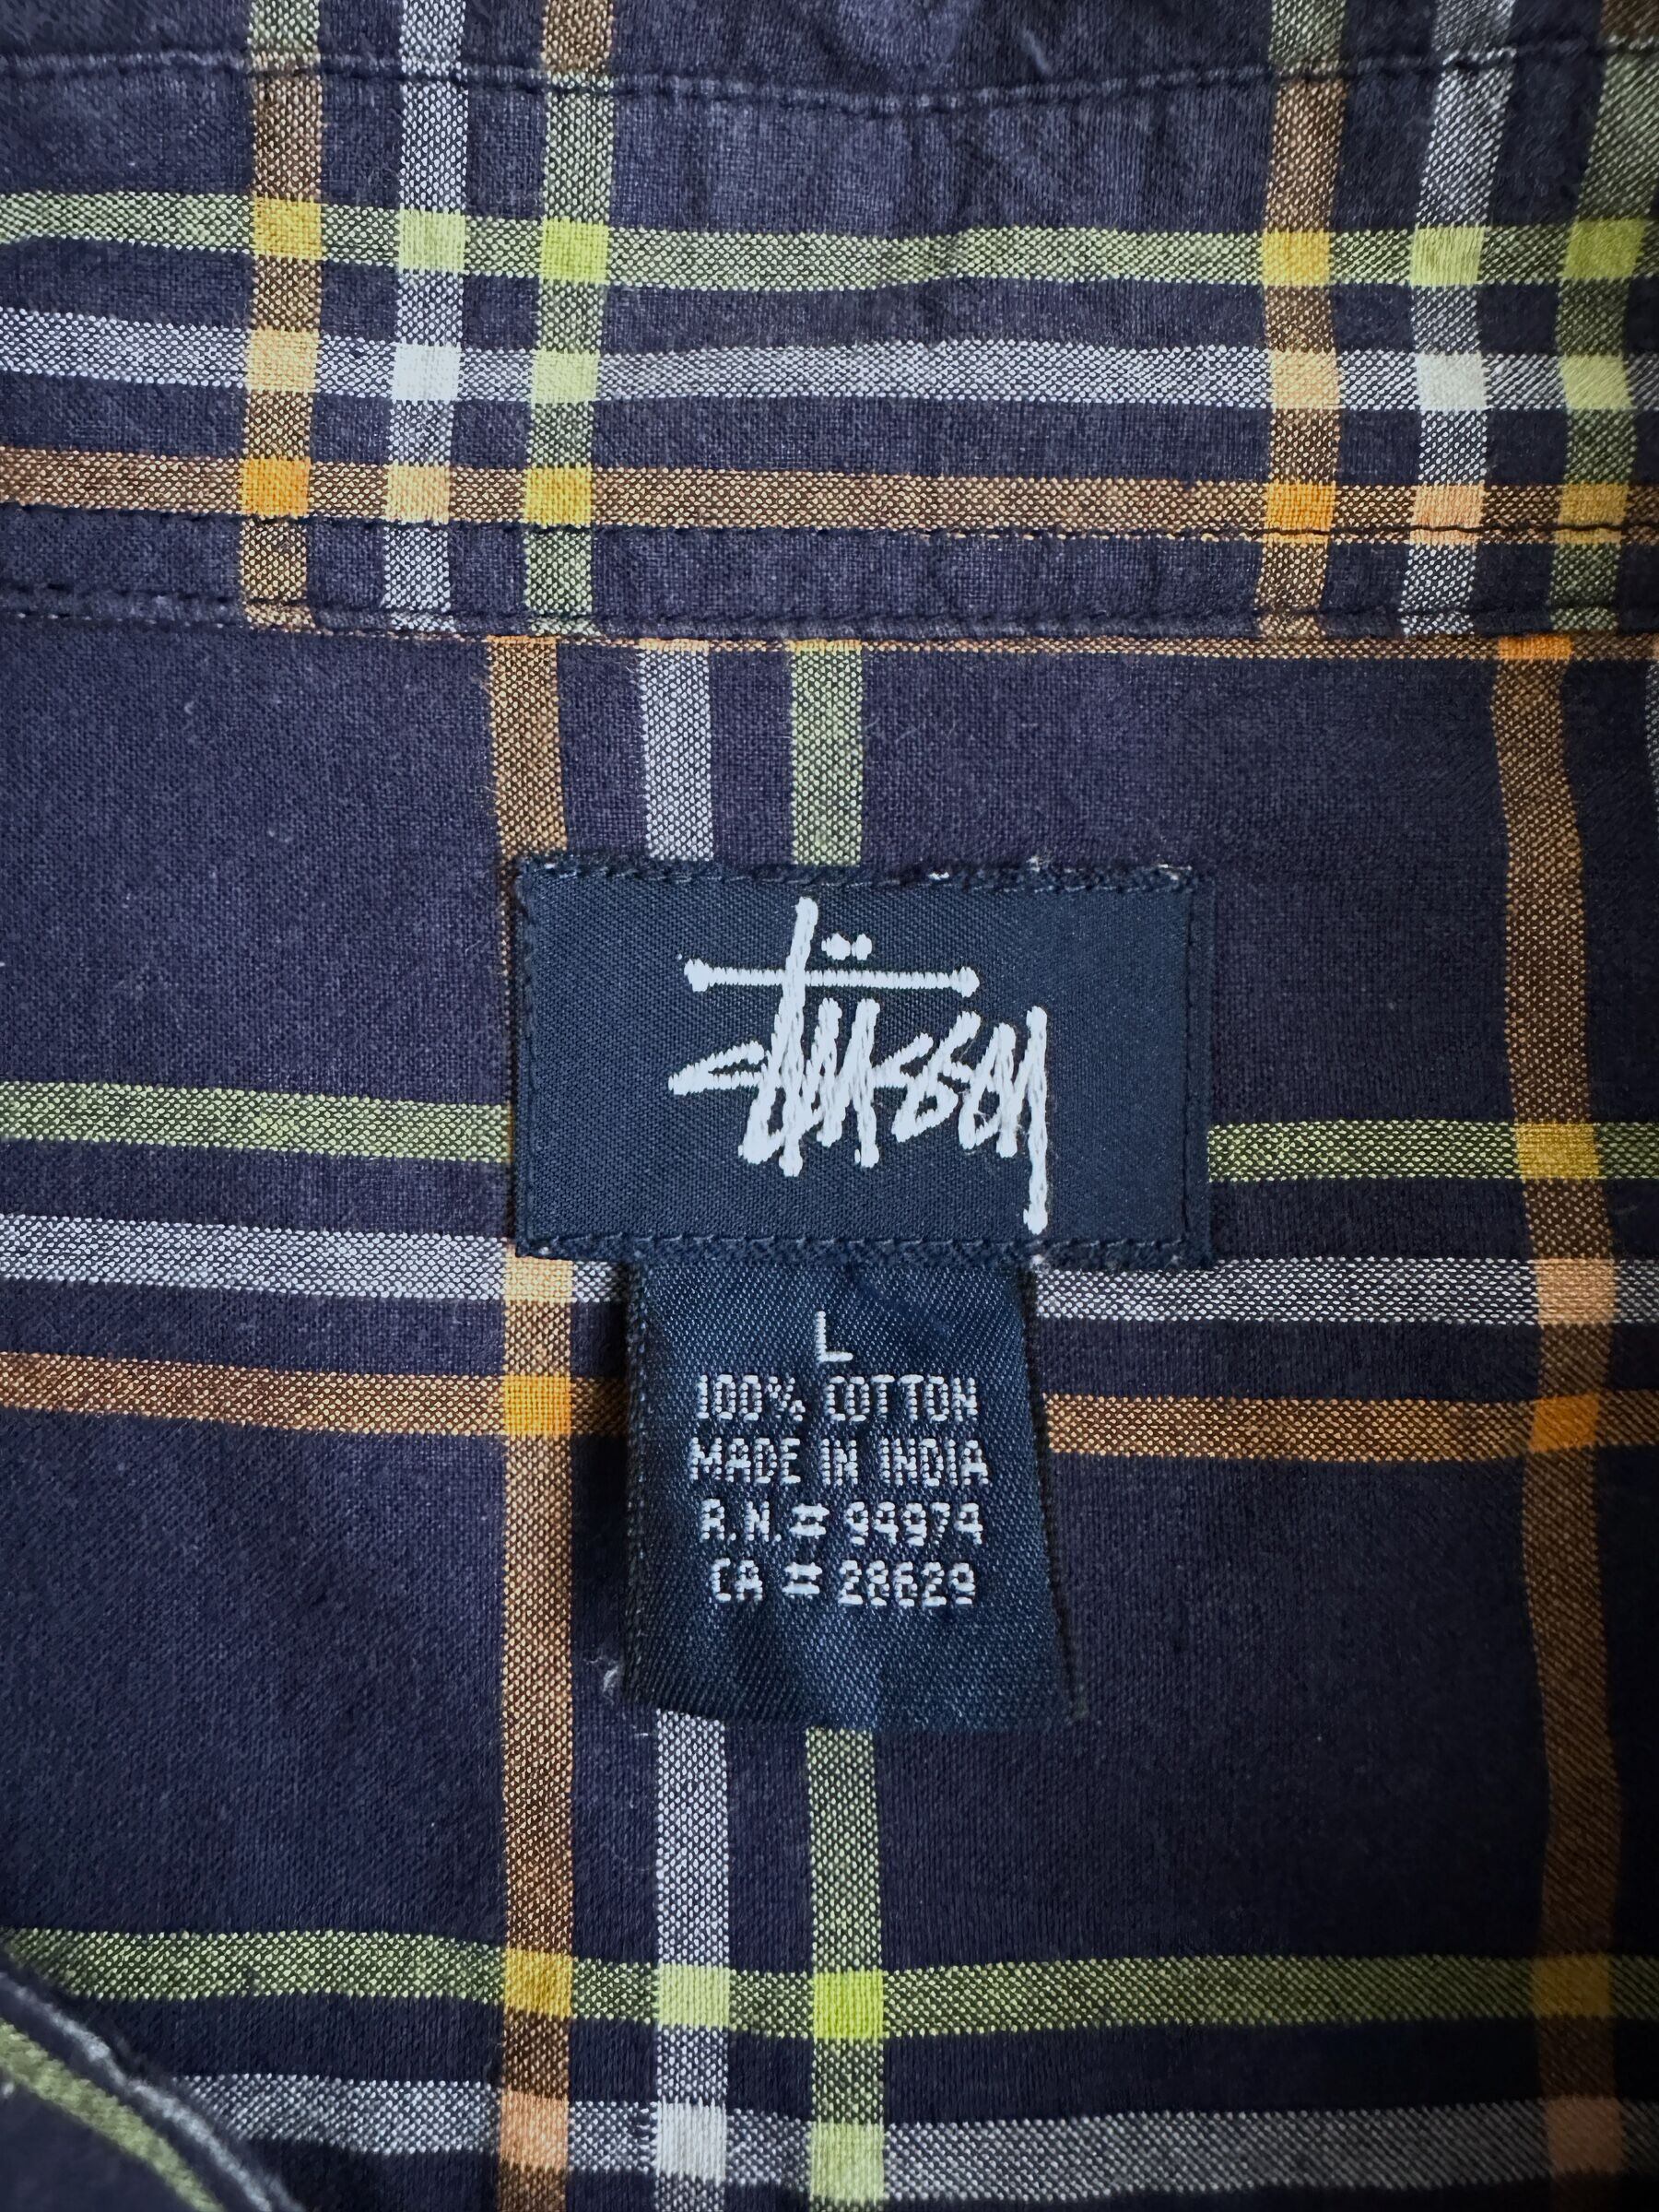 Stüssy
L
100% COTTON
MADE IN INDIA
R.N.# 94974
CA # 28629